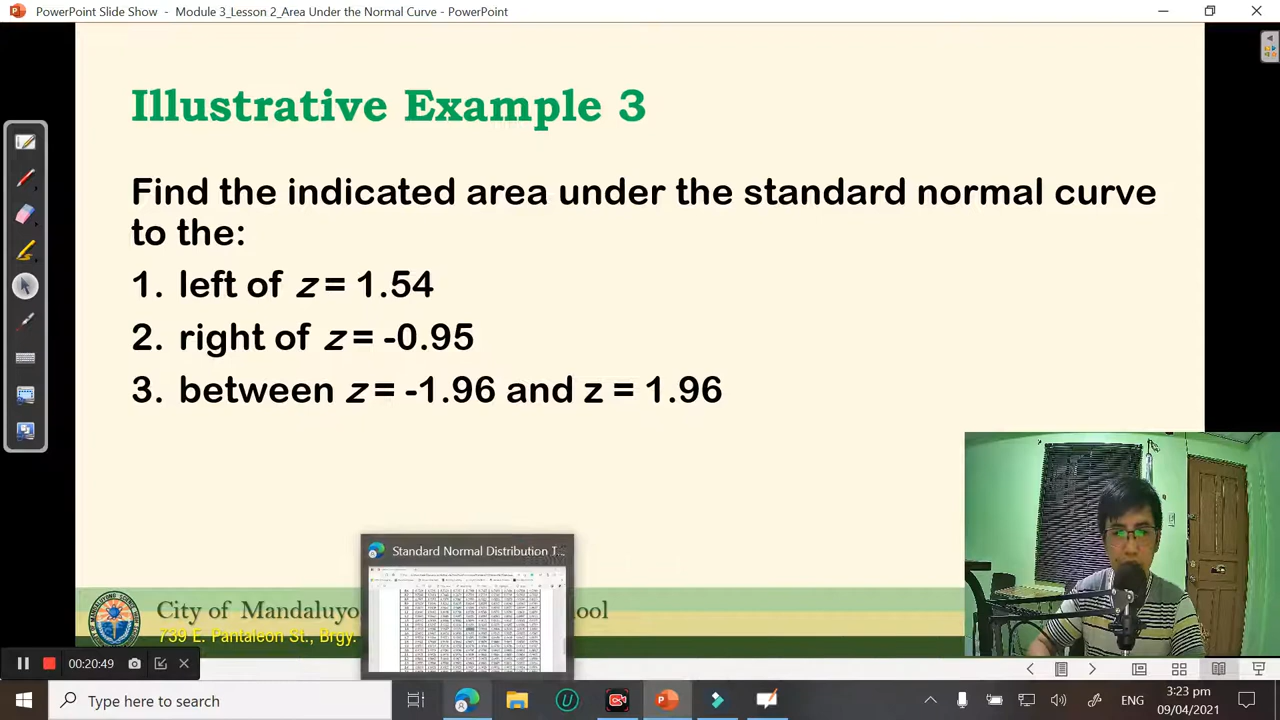 PowerPoint Slide Show - Module 3_Lesson 2_Area Under the Normal Curve - PowerPoint
Illustrative Example 3
Find the indicated area under the standard normal curve
to the:
1. left of z = 1.54
2. right of z = -0.95
3. between z = -1.96 and z = 1.96
Standard Normal Distribution T...
City of Mandaluyo
hool
739 E. Pantaleon St., Brgy.
00:20:49
Type here to search
ENG
3:23 pm
09/04/2021